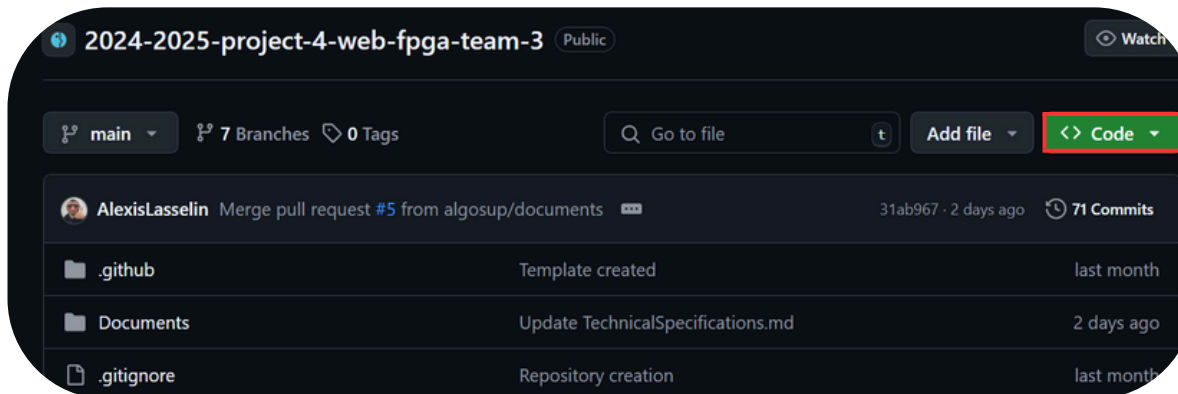 2024-2025-project-4-web-fpga-team-3 Public Watch
main 7 Branches 0 Tags Go to file t Add file <> Code
AlexisLasselin Merge pull request #5 from algosup/documents 31ab967 · 2 days ago 71 Commits
.github Template created last month
Documents Update TechnicalSpecifications.md 2 days ago
.gitignore Repository creation last month